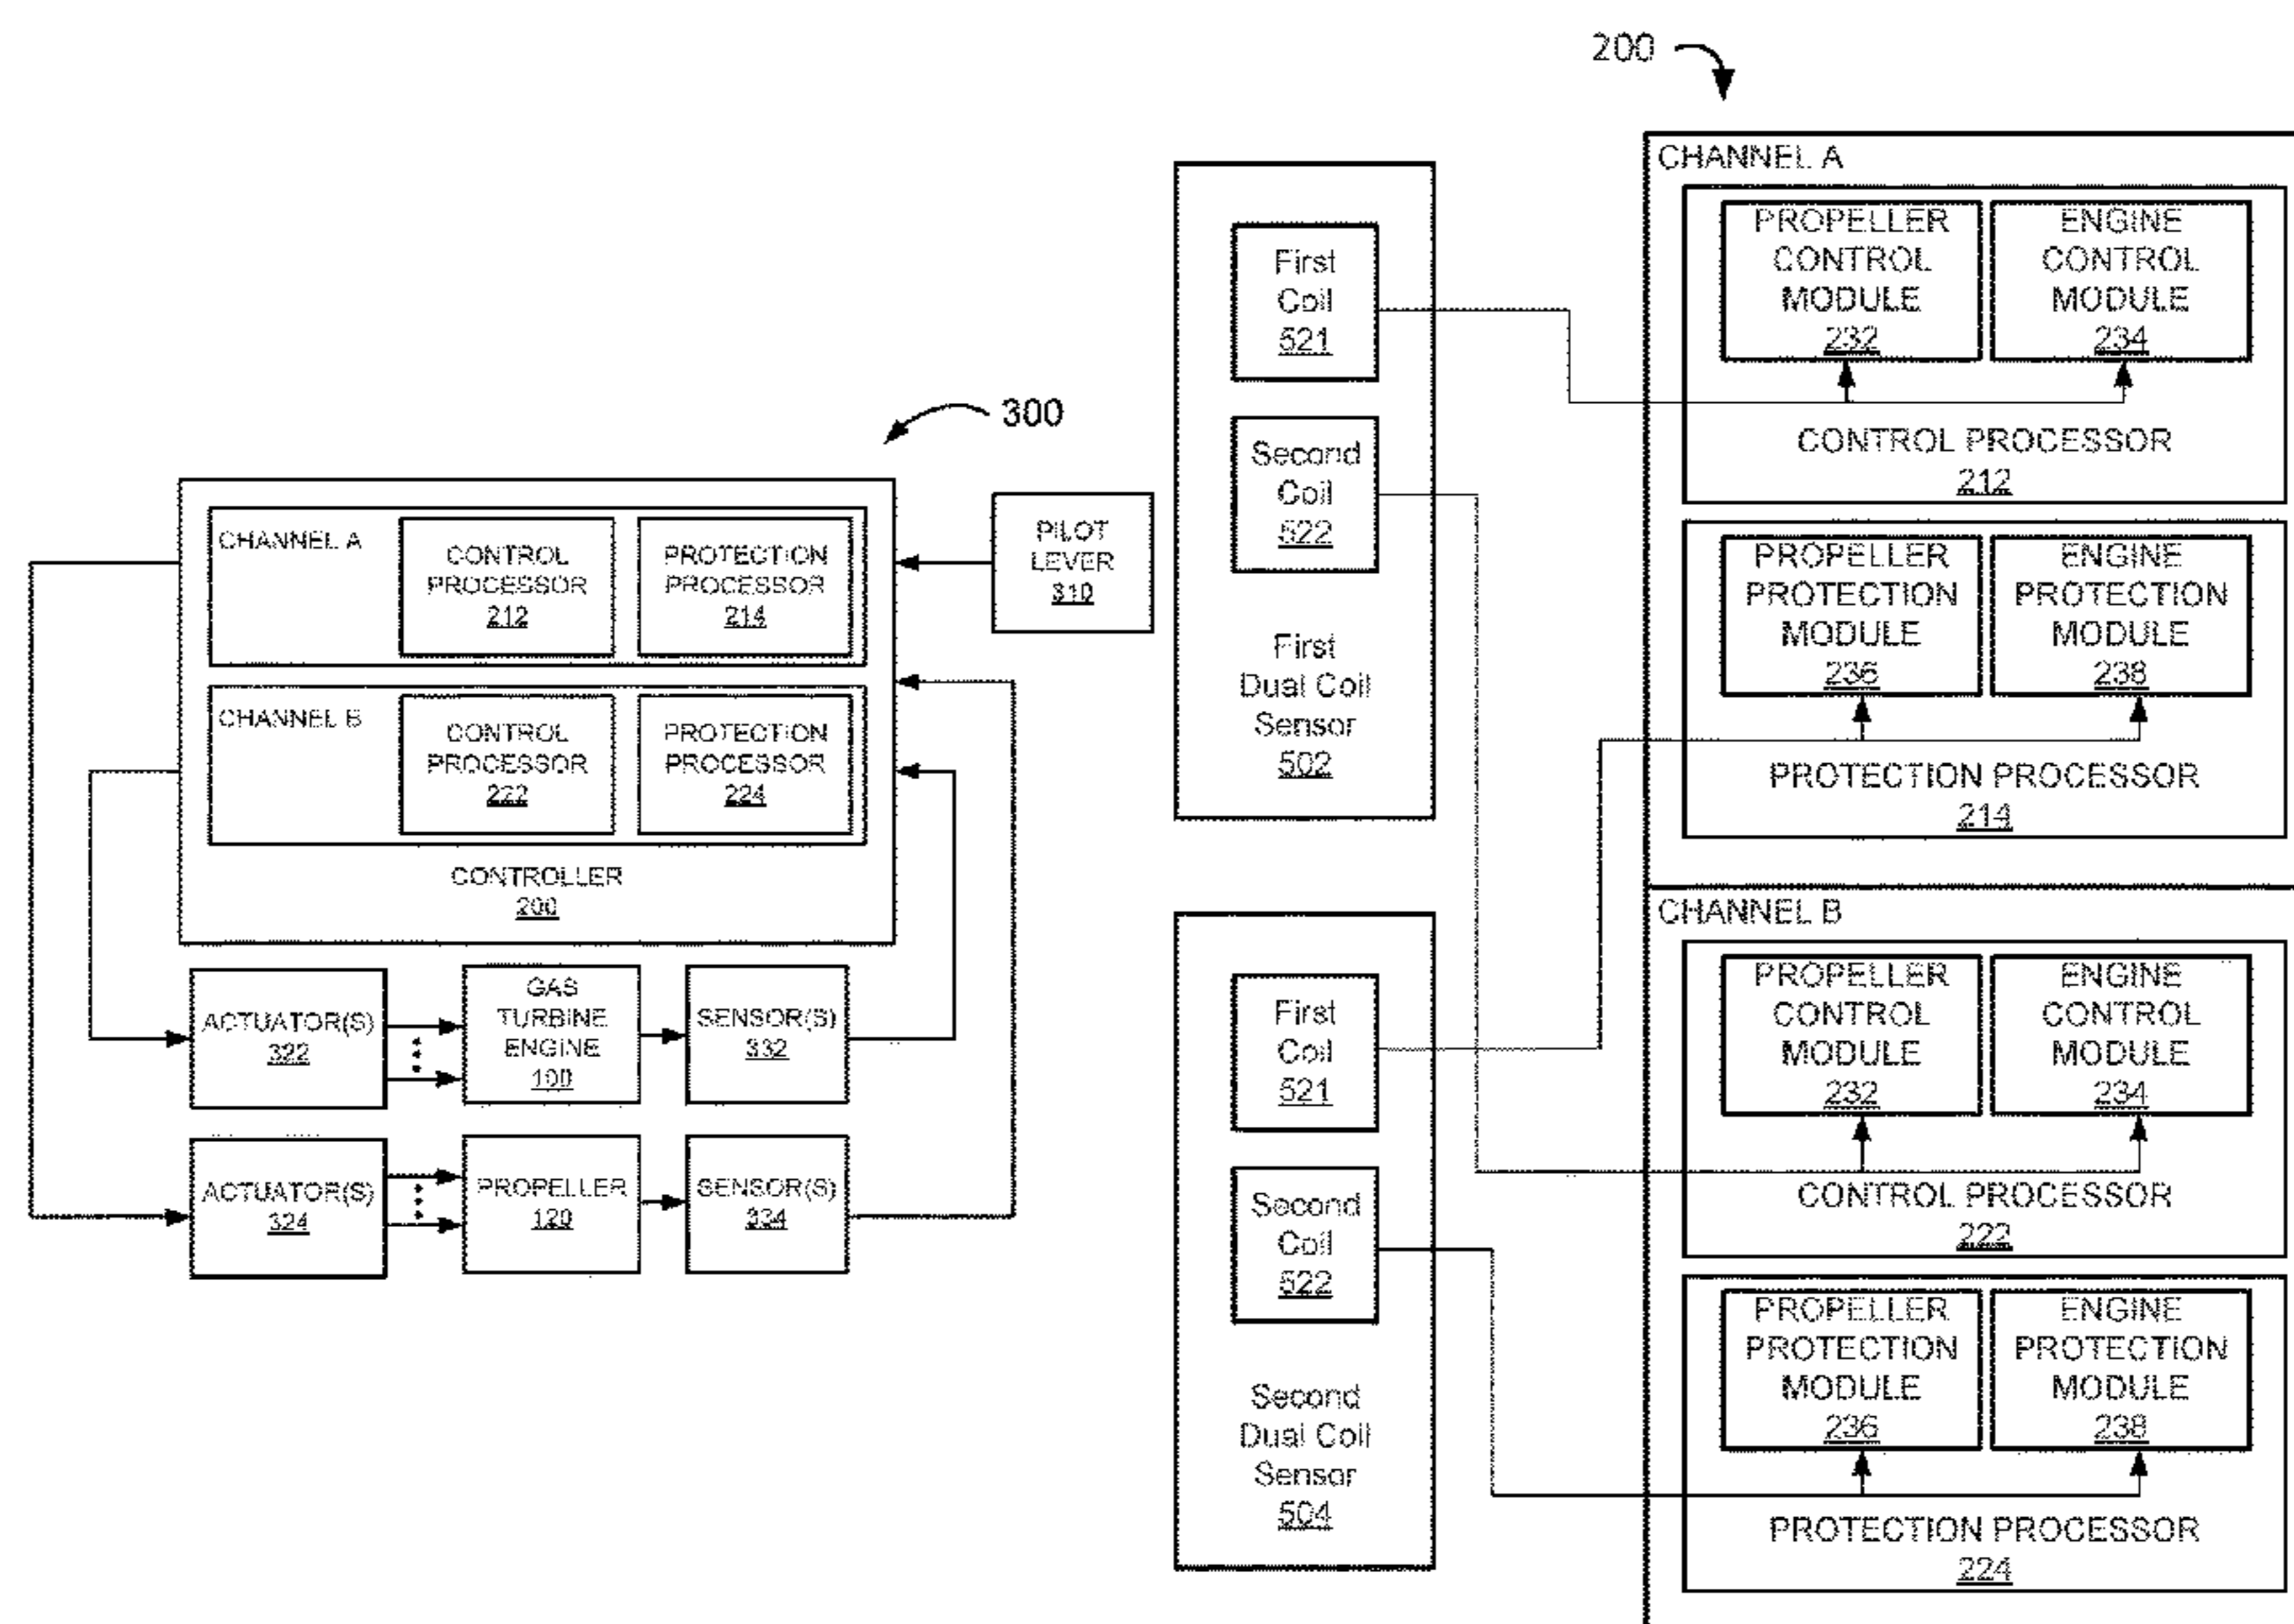 300
CHANNEL A
CONTROL
PROCESSOR
212
PROTECTION
PROCESSOR
214
CHANNEL B
CONTROL
PROCESSOR
222
PROTECTION
PROCESSOR
224
CONTROLLER
200
PILOT
LEVER
310
ACTUATOR(S)
322
GAS
TURBINE
ENGINE
100
SENSOR(S)
332
ACTUATOR(S)
324
PROPELLER
120
SENSOR(S)
334
First
Coil
521
Second
Coil
522
First
Dual Coil
Sensor
502
First
Coil
521
Second
Coil
522
Second
Dual Coil
Sensor
504
200
CHANNEL A
PROPELLER
CONTROL
MODULE
232
ENGINE
CONTROL
MODULE
234
CONTROL PROCESSOR
212
PROPELLER
PROTECTION
MODULE
236
ENGINE
PROTECTION
MODULE
238
PROTECTION PROCESSOR
214
CHANNEL B
PROPELLER
CONTROL
MODULE
232
ENGINE
CONTROL
MODULE
234
CONTROL PROCESSOR
222
PROPELLER
PROTECTION
MODULE
236
ENGINE
PROTECTION
MODULE
238
PROTECTION PROCESSOR
224